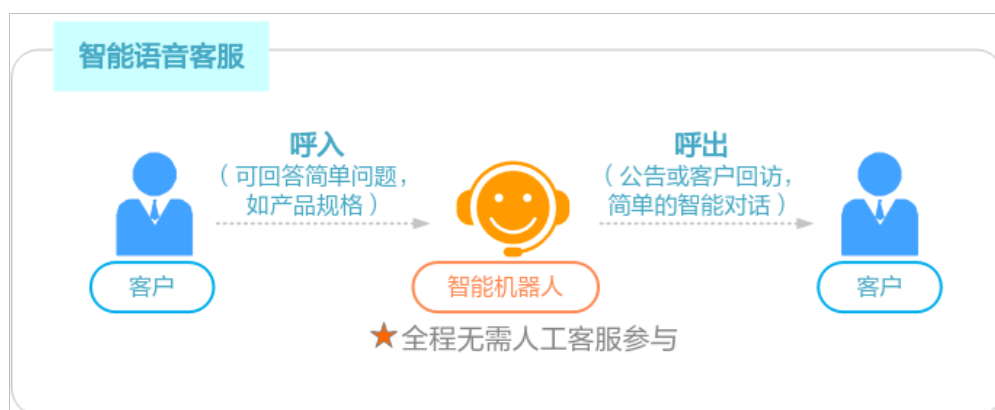 智能语音客服
呼入
（可回答简单问题，
如产品规格）
呼出
（公告或客户回访，
简单的智能对话）
客户
智能机器人
客户
★全程无需人工客服参与